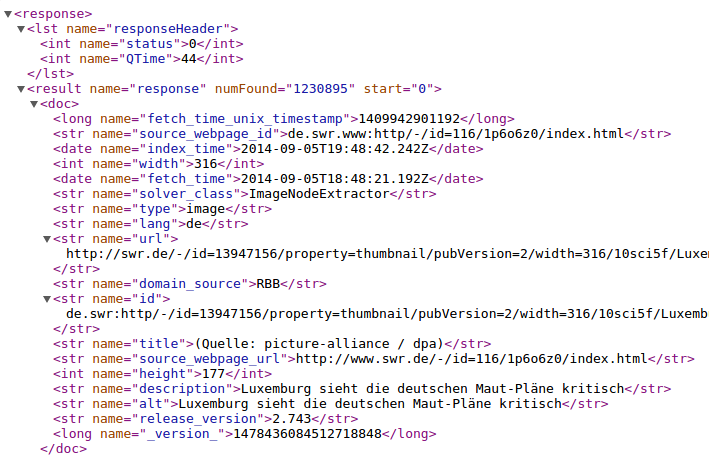 <response>
<lst name="responseHeader">
<int name="status">0</int>
<int name="QTime">44</int>
</lst>
<result name="response" numFound="1230895" start="0">
<doc>
<long name="fetch_time_unix_timestamp">1409942901192</long>
<str name="source_webpage_id">de.swr.www:http/-/id=116/1p6o6z0/index.html</str>
<date name="index_time">2014-09-05T19:48:42.242Z</date>
<int name="width">316</int>
<date name="fetch_time">2014-09-05T18:48:21.192Z</date>
<str name="solver_class">ImageNodeExtractor</str>
<str name="type">image</str>
<str name="lang">de</str>
<str name="url">
http://swr.de/-/id=13947156/property=thumbnail/pubVersion=2/width=316/10sci5f/Luxe
</str>
<str name="domain_source">RBB</str>
<str name="id">
de.swr:http/-/id=13947156/property=thumbnail/pubVersion=2/width=316/10sci5f/Luxemb
</str>
<str name="title">(Quelle: picture-alliance / dpa)</str>
<str name="source_webpage_url">http://www.swr.de/-/id=116/1p6o6z0/index.html</str>
<int name="height">177</int>
<str name="description">Luxemburg sieht die deutschen Maut-Pläne kritisch</str>
<str name="alt">Luxemburg sieht die deutschen Maut-Pläne kritisch</str>
<str name="release_version">2.743</str>
<long name="_version_">1478436084512718848</long>
</doc>